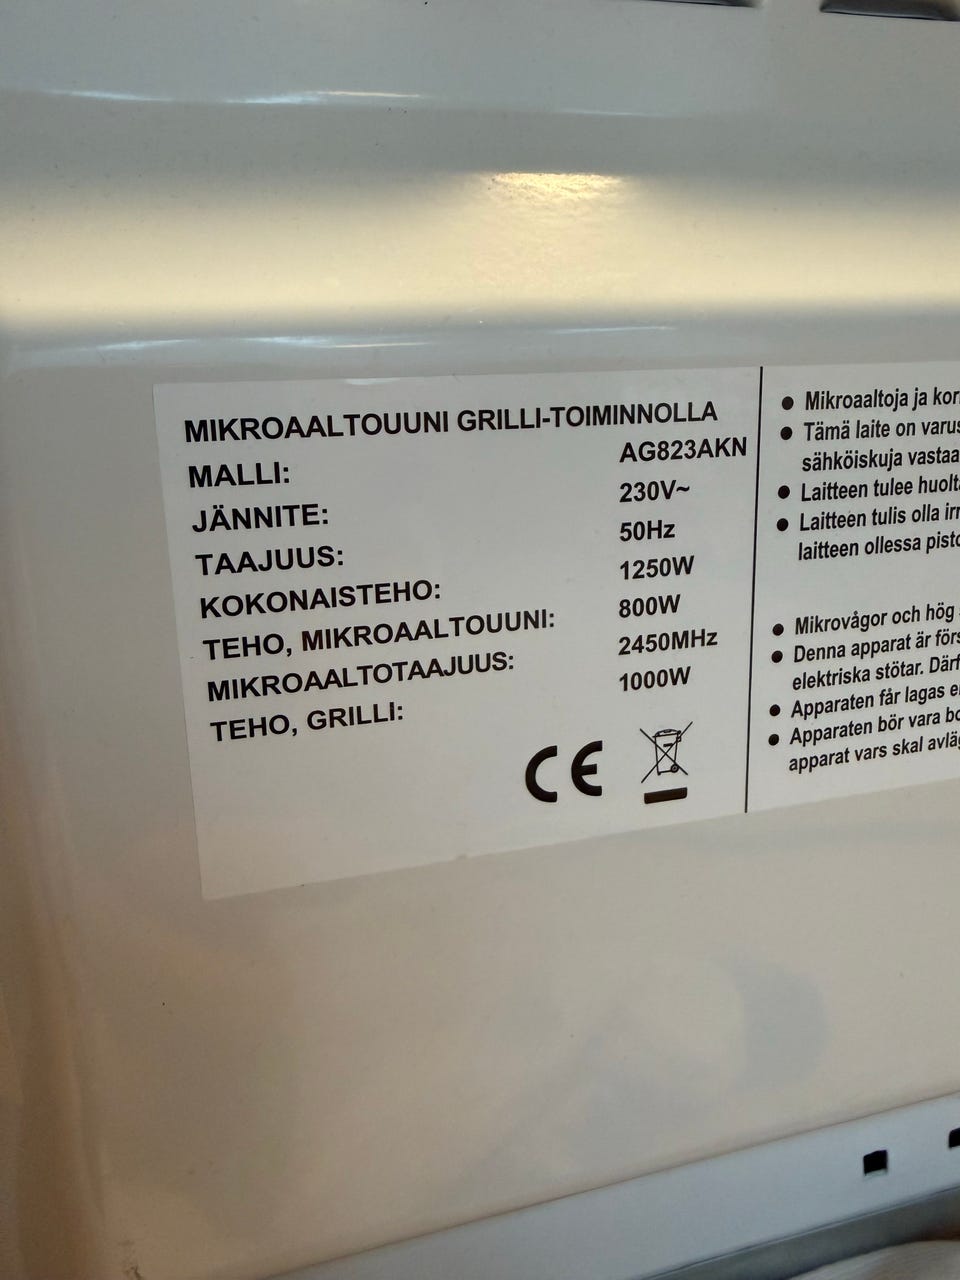 MIKROAALTOUUNI GRILLI-TOIMINNOLLA
MALLI: AG823AKN
JÄNNITE: 230V~
TAAJUUS: 50Hz
KOKONAISTEHO: 1250W
TEHO, MIKROAALTOUUNI: 800W
MIKROAALTOTAAJUUS: 2450MHz
TEHO, GRILLI: 1000W
CE
● Mikroaaltoja ja
● Tämä laite on
sähköiskuja
● Laitteen tulee
● Laitteen tulis olla
laitteen ollessa
● Mikrovågor och hög
● Denna apparat är
elektriska stötar.
● Apparaten får lagas
● Apparaten bör vara
apparat vars skal